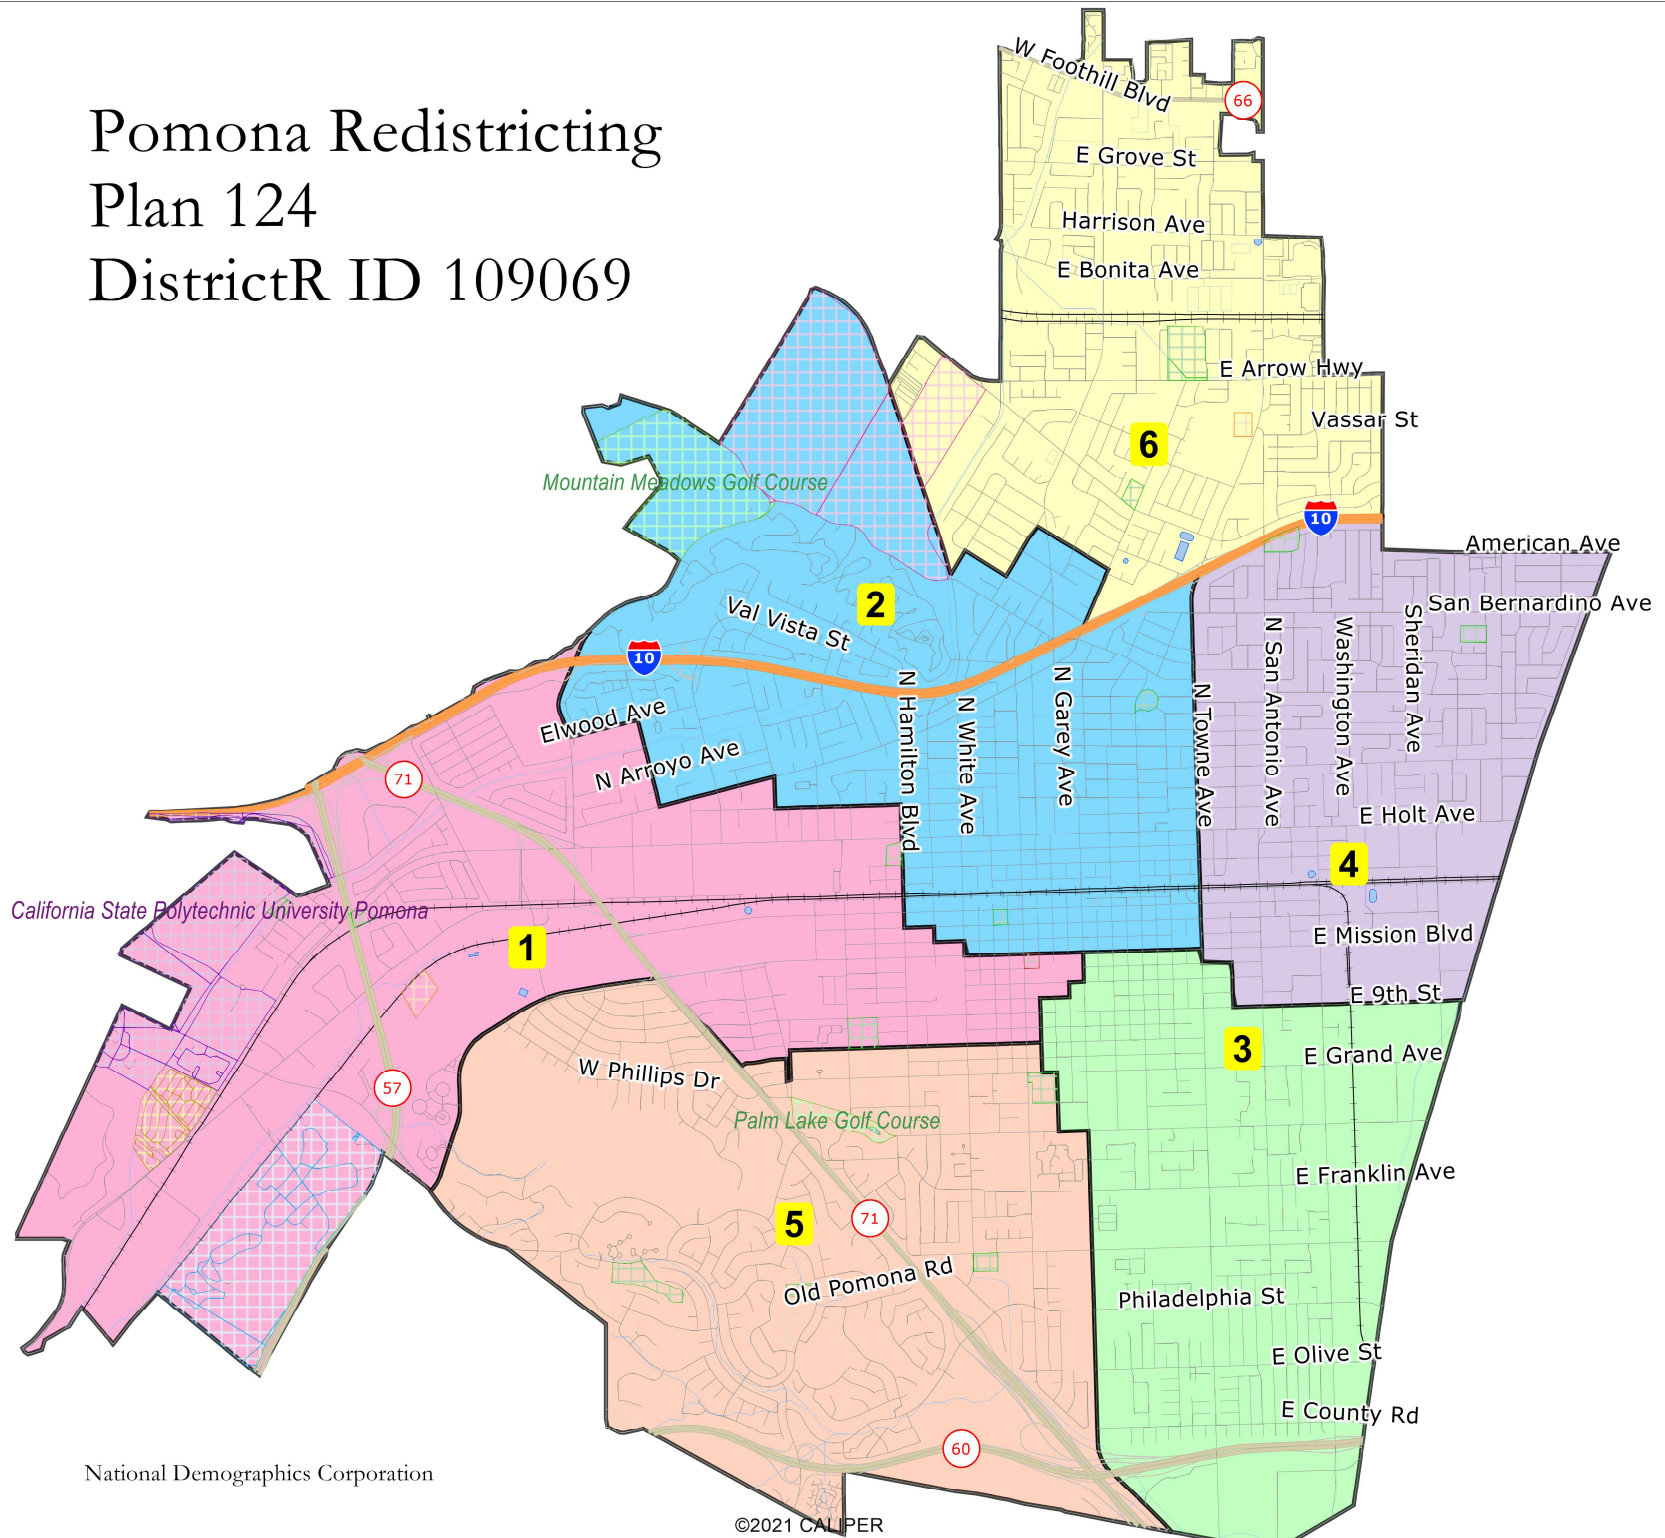 Pomona Redistricting
Plan 124
DistrictR ID 109069
W Foothill Blvd
66
E Grove St
Harrison Ave
E Bonita Ave
E Arrow Hwy
Vassar St
6
Mountain Meadows Golf Course
10
American Ave
San Bernardino Ave
2
Val Vista St
10
Elwood Ave
N Arroyo Ave
N Hamilton Blvd
N White Ave
N Garey Ave
N Towne Ave
N San Antonio Ave
Washington Ave
Sheridan Ave
71
E Holt Ave
4
California State Polytechnic University Pomona
1
E Mission Blvd
E 9th St
3
E Grand Ave
W Phillips Dr
57
Palm Lake Golf Course
E Franklin Ave
5
71
Old Pomona Rd
Philadelphia St
E Olive St
E County Rd
60
National Demographics Corporation
©2021 CALIPER